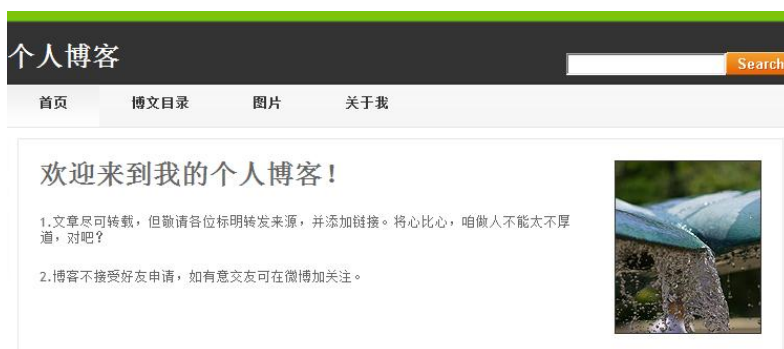 个人博客
Search
首页 博文目录 图片 关于我
欢迎来到我的个人博客！
1.文章尽可转载，但敬请各位标明转发来源，并添加链接。将心比心，咱做人不能太不厚
道，对吧？
2.博客不接受好友申请，如有意交友可在微博加关注。